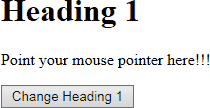 Heading 1
Point your mouse pointer here!!!
Change Heading 1